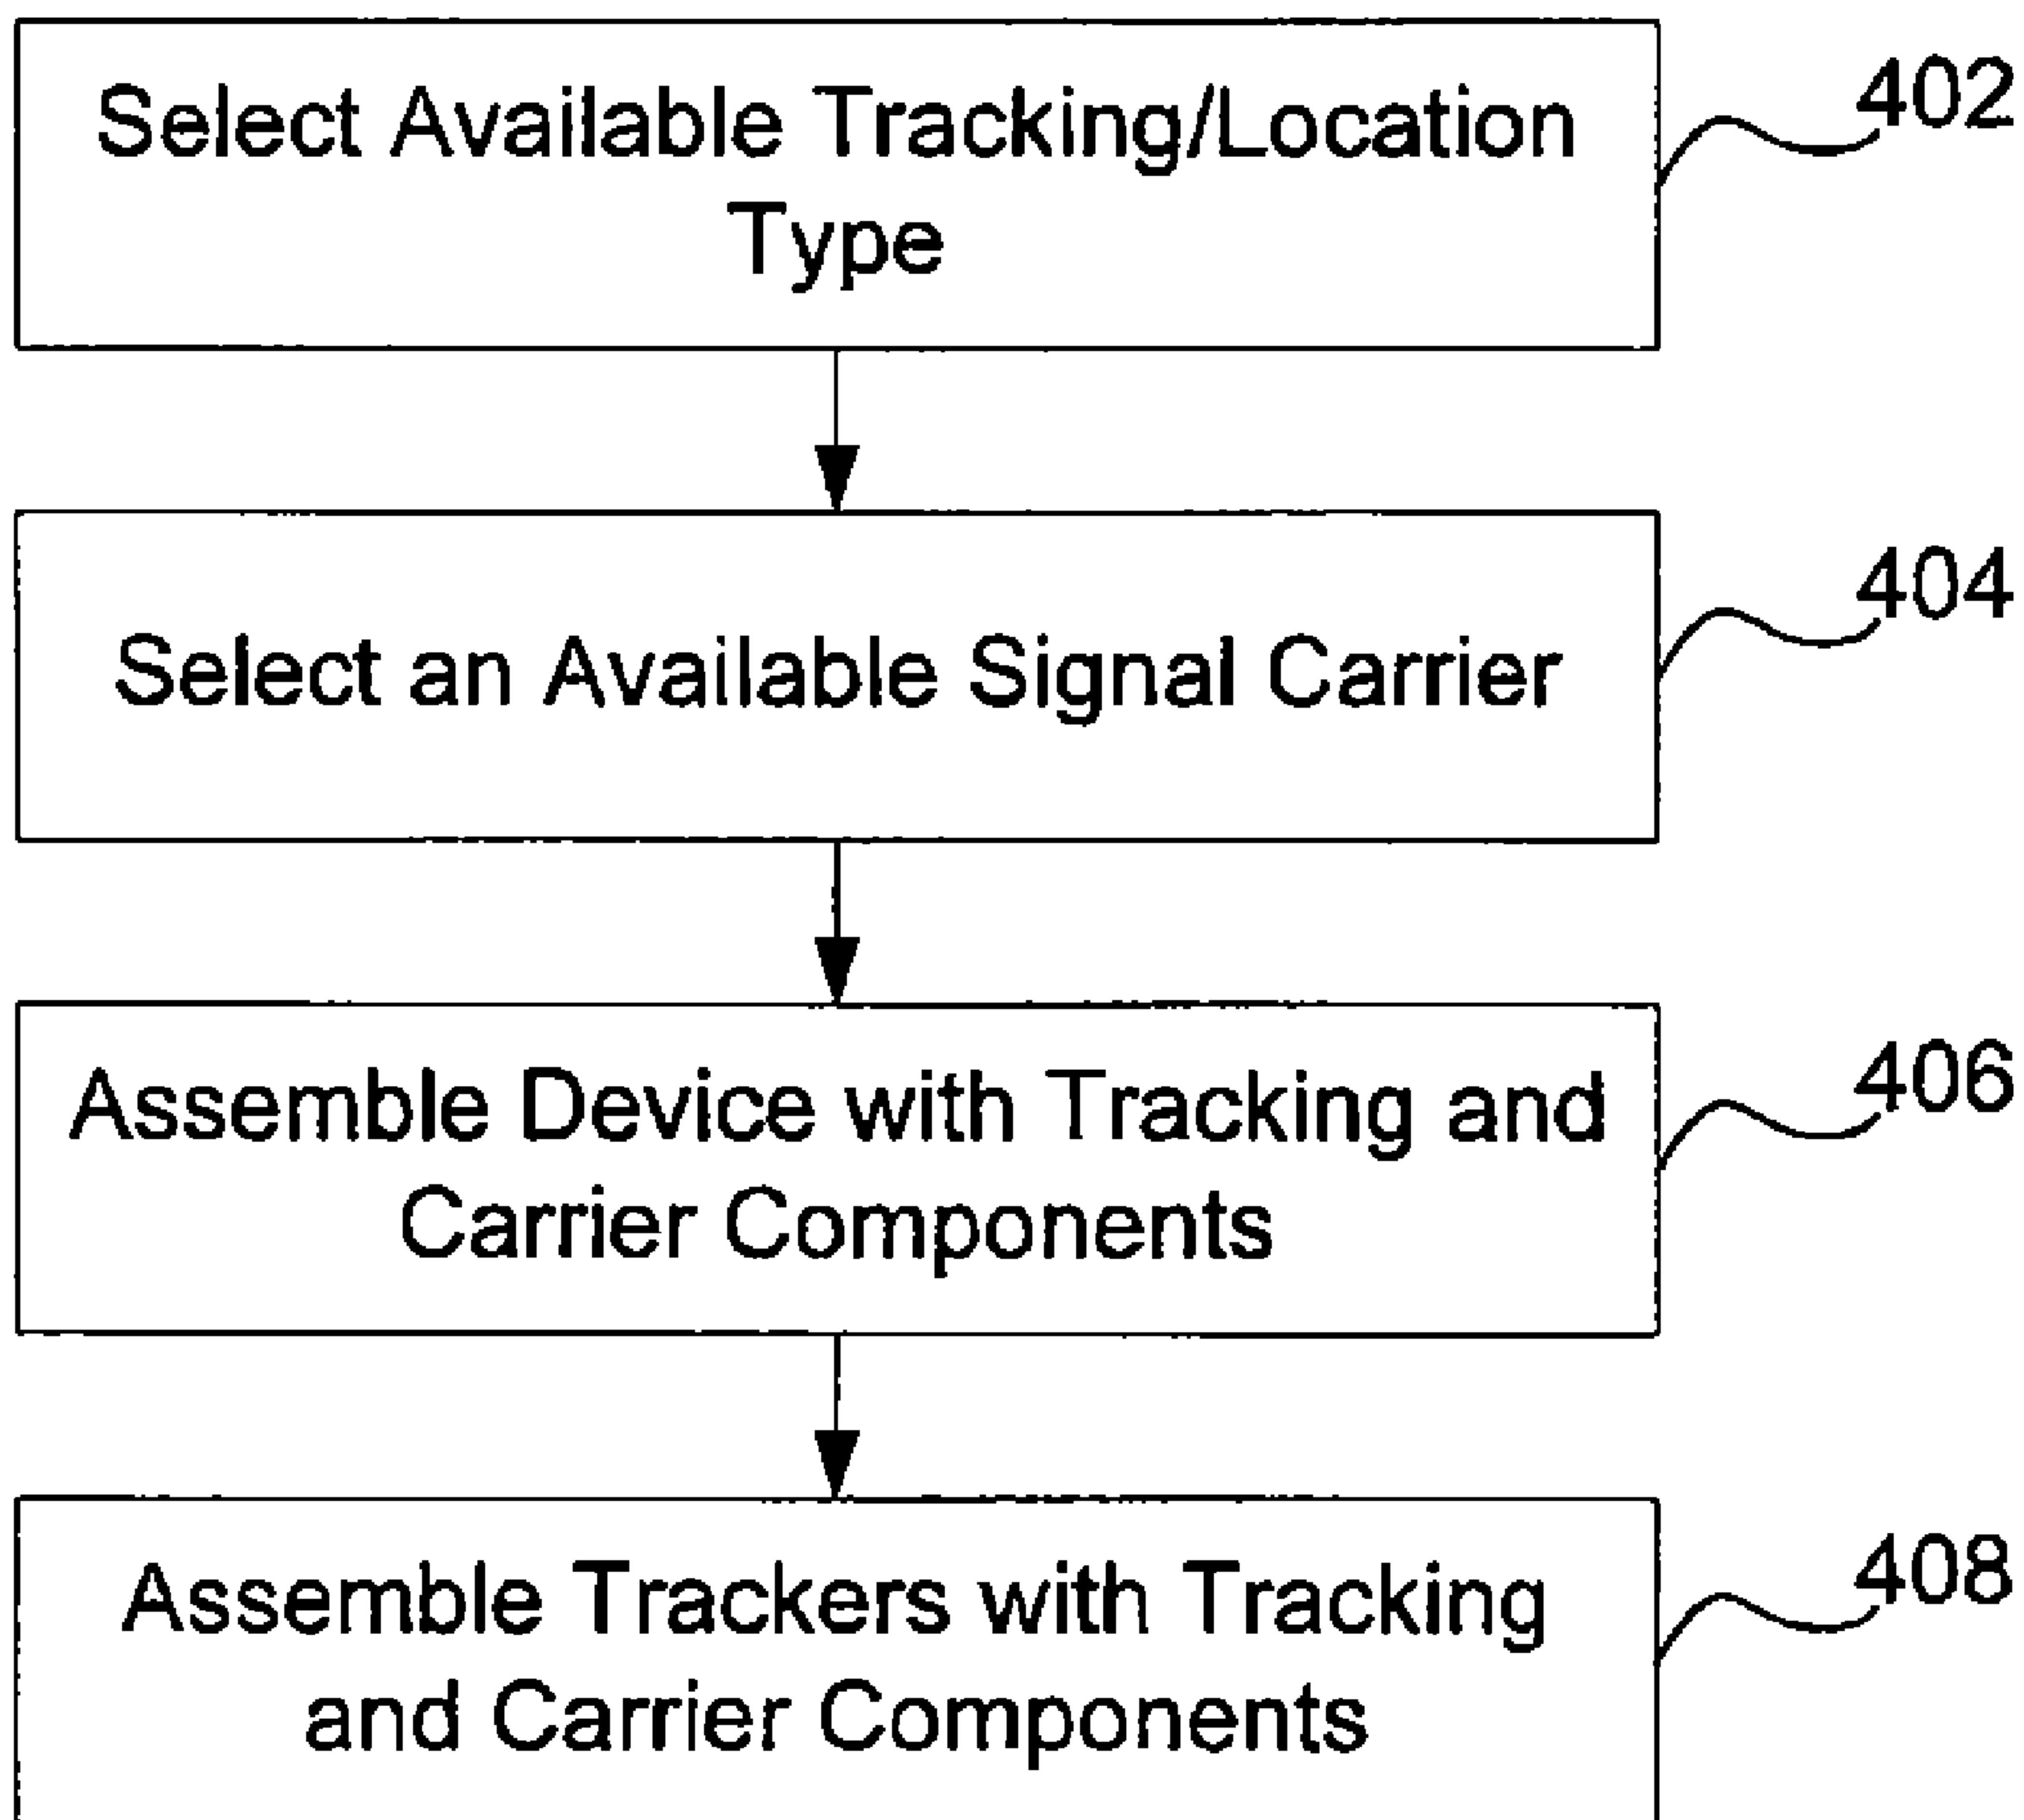 Select Available Tracking/Location
Type
402
Select an Available Signal Carrier
404
Assemble Device with Tracking and
Carrier Components
406
Assemble Trackers with Tracking
and Carrier Components
408